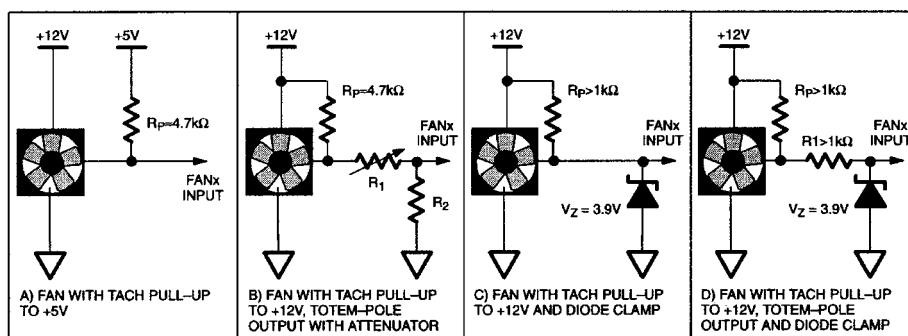 +12V
+5V
RP≈4.7kΩ
FANx
INPUT
A) FAN WITH TACH PULL–UP
TO +5V
+12V
RP≈4.7kΩ
FANx
INPUT
R1
R2
B) FAN WITH TACH PULL–UP
TO +12V, TOTEM–POLE
OUTPUT WITH ATTENUATOR
+12V
RP>1kΩ
FANx
INPUT
VZ = 3.9V
C) FAN WITH TACH PULL–UP
TO +12V AND DIODE CLAMP
+12V
RP>1kΩ
FANx
INPUT
R1>1kΩ
VZ = 3.9V
D) FAN WITH TACH PULL–UP
TO +12V, TOTEM–POLE
OUTPUT AND DIODE CLAMP